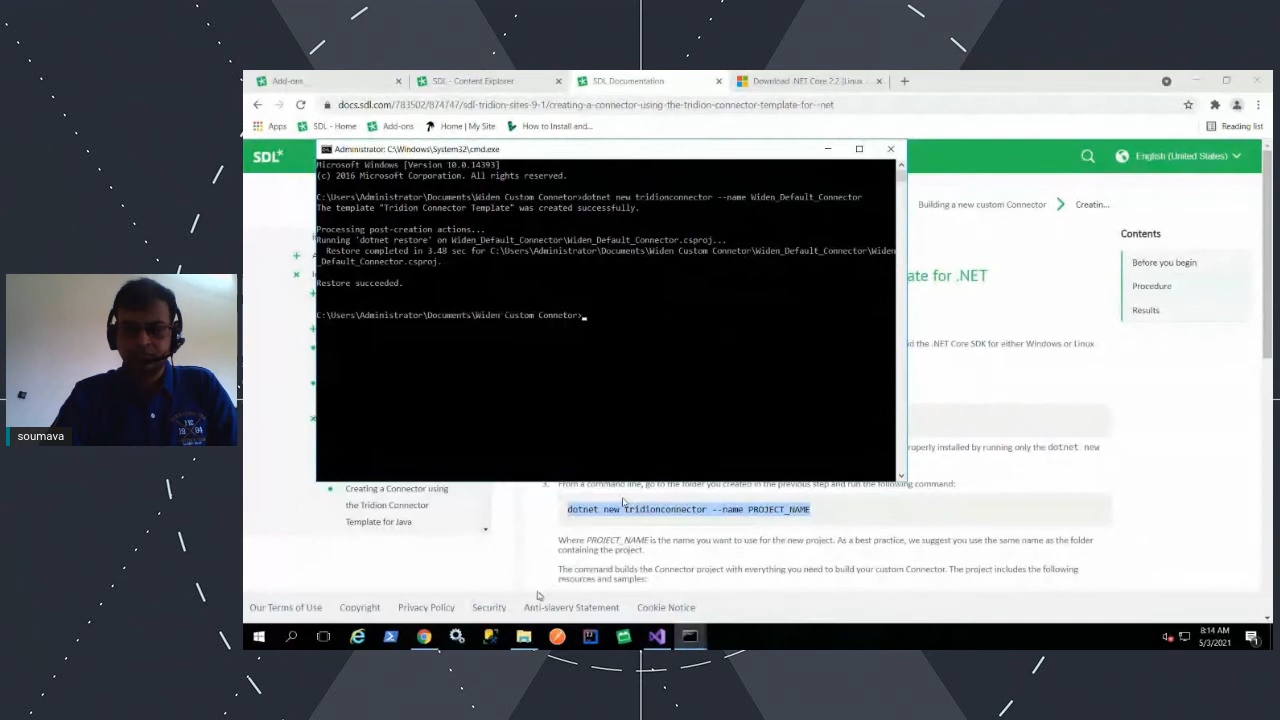 Add-ons
SDL - Content Explorer
SDL Documentation
Download .NET Core 2.2 (Linux
docs.sdl.com/783502/874747/sdl-tridion-sites-9-1/creating-a-connector-using-the-tridion-connector-template-for--net
Apps
SDL - Home
Add-ons
Home | My Site
How to Install and...
Reading list
SDL*
English (United States)
Administrator: C:\Windows\System32\cmd.exe
Microsoft Windows [Version 10.0.14393]
(c) 2016 Microsoft Corporation. All rights reserved.
C:\Users\Administrator\Documents\Widen Custom Connetor>dotnet new tridionconnector --name Widen_Default_Connector
The template "Tridion Connector Template" was created successfully.
Processing post-creation actions...
Running 'dotnet restore' on Widen_Default_Connector\Widen_Default_Connector.csproj...
Restore completed in 3.48 sec for C:\Users\Administrator\Documents\Widen Custom Connetor\Widen_Default_Connector\Widen
_Default_Connector.csproj.
Restore succeeded.
C:\Users\Administrator\Documents\Widen Custom Connetor>
Building a new custom Connector
Creatin...
Contents
Before you begin
Procedure
Results
ate for .NET
d the .NET Core SDK for either Windows or Linux
operly installed by running only the dotnet new
3. From a command line, go to the folder you created in the previous step and run the following command:
dotnet new tridionconnector --name PROJECT_NAME
Where PROJECT_NAME is the name you want to use for the new project. As a best practice, we suggest you use the same name as the folder
containing the project.
The command builds the Connector project with everything you need to build your custom Connector. The project includes the following
resources and samples:
Creating a Connector using
the Tridion Connector
Template for Java
Our Terms of Use
Copyright
Privacy Policy
Security
Anti-slavery Statement
Cookie Notice
8:14 AM
5/3/2021
soumava